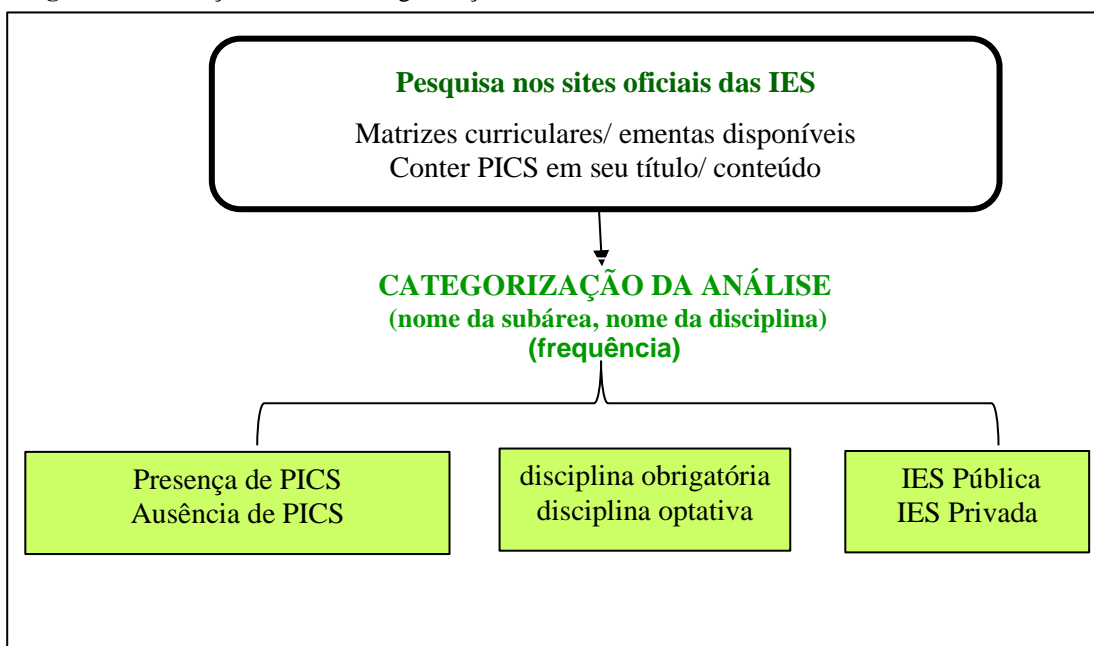 Pesquisa nos sites oficiais das IES
Matrizes curriculares/ ementas disponíveis
Conter PICS em seu título/ conteúdo
CATEGORIZAÇÃO DA ANÁLISE
(nome da subárea, nome da disciplina)
(frequência)
Presença de PICS
Ausência de PICS
disciplina obrigatória
disciplina optativa
IES Pública
IES Privada